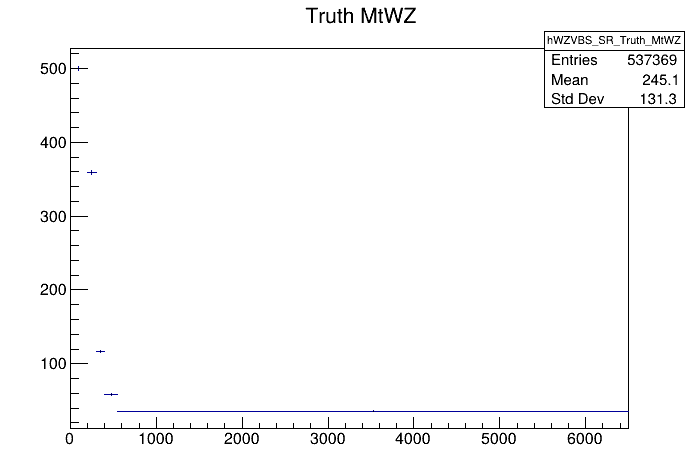 Truth MtWZ
hWZVBS_SR_Truth_MtWZ
Entries 537369
Mean 245.1
Std Dev 131.3
500
400
300
200
100
0 1000 2000 3000 4000 5000 6000